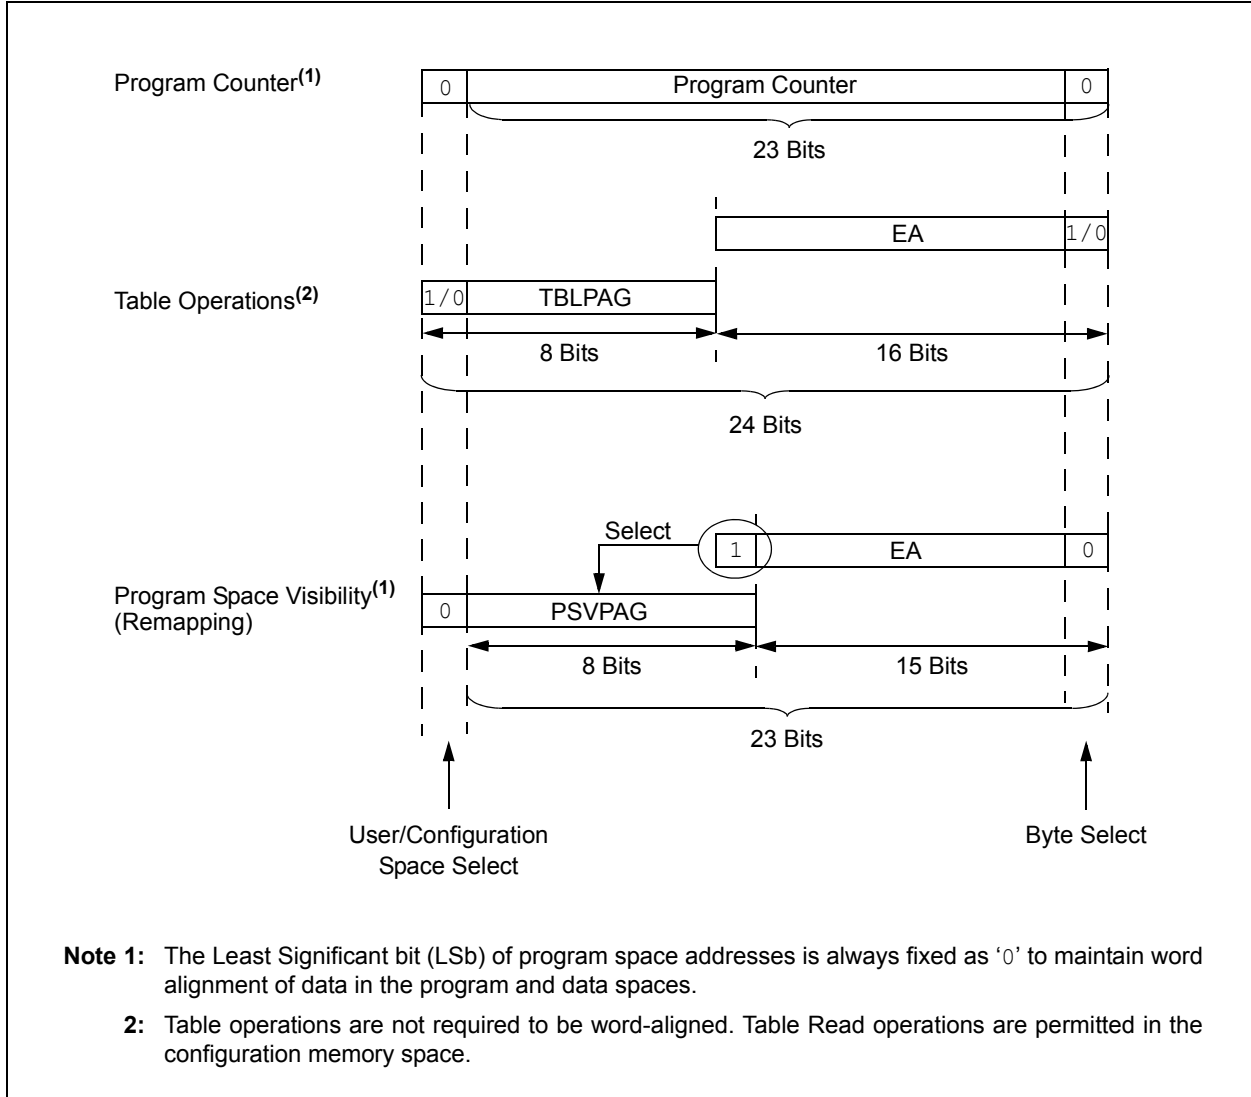 Program Counter(1)
0 Program Counter 0
23 Bits
EA 1/0
Table Operations(2)
1/0 TBLPAG
8 Bits 16 Bits
24 Bits
Select
1 EA 0
Program Space Visibility(1)
(Remapping)
0 PSVPAG
8 Bits 15 Bits
23 Bits
User/Configuration
Space Select
Byte Select
Note 1: The Least Significant bit (LSb) of program space addresses is always fixed as ‘0’ to maintain word
alignment of data in the program and data spaces.
2: Table operations are not required to be word-aligned. Table Read operations are permitted in the
configuration memory space.